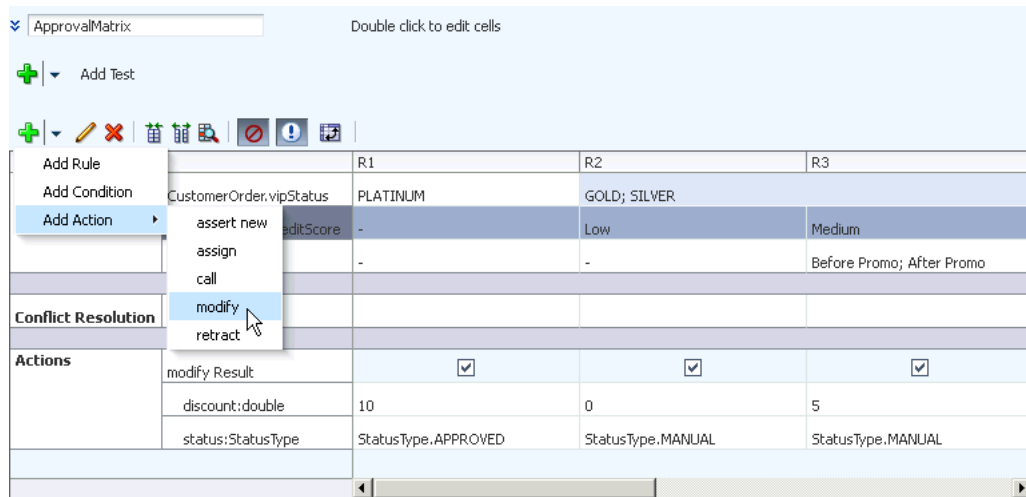 ApprovalMatrix Double click to edit cells
Add Test
R1 R2 R3
Add Rule
Add Condition CustomerOrder.vipStatus PLATINUM GOLD; SILVER
Add Action editScore - Low Medium
assert new
assign - - Before Promo; After Promo
call
modify
Conflict Resolution
retract
Actions modify Result
discount:double 10 0 5
status:StatusType StatusType.APPROVED StatusType.MANUAL StatusType.MANUAL